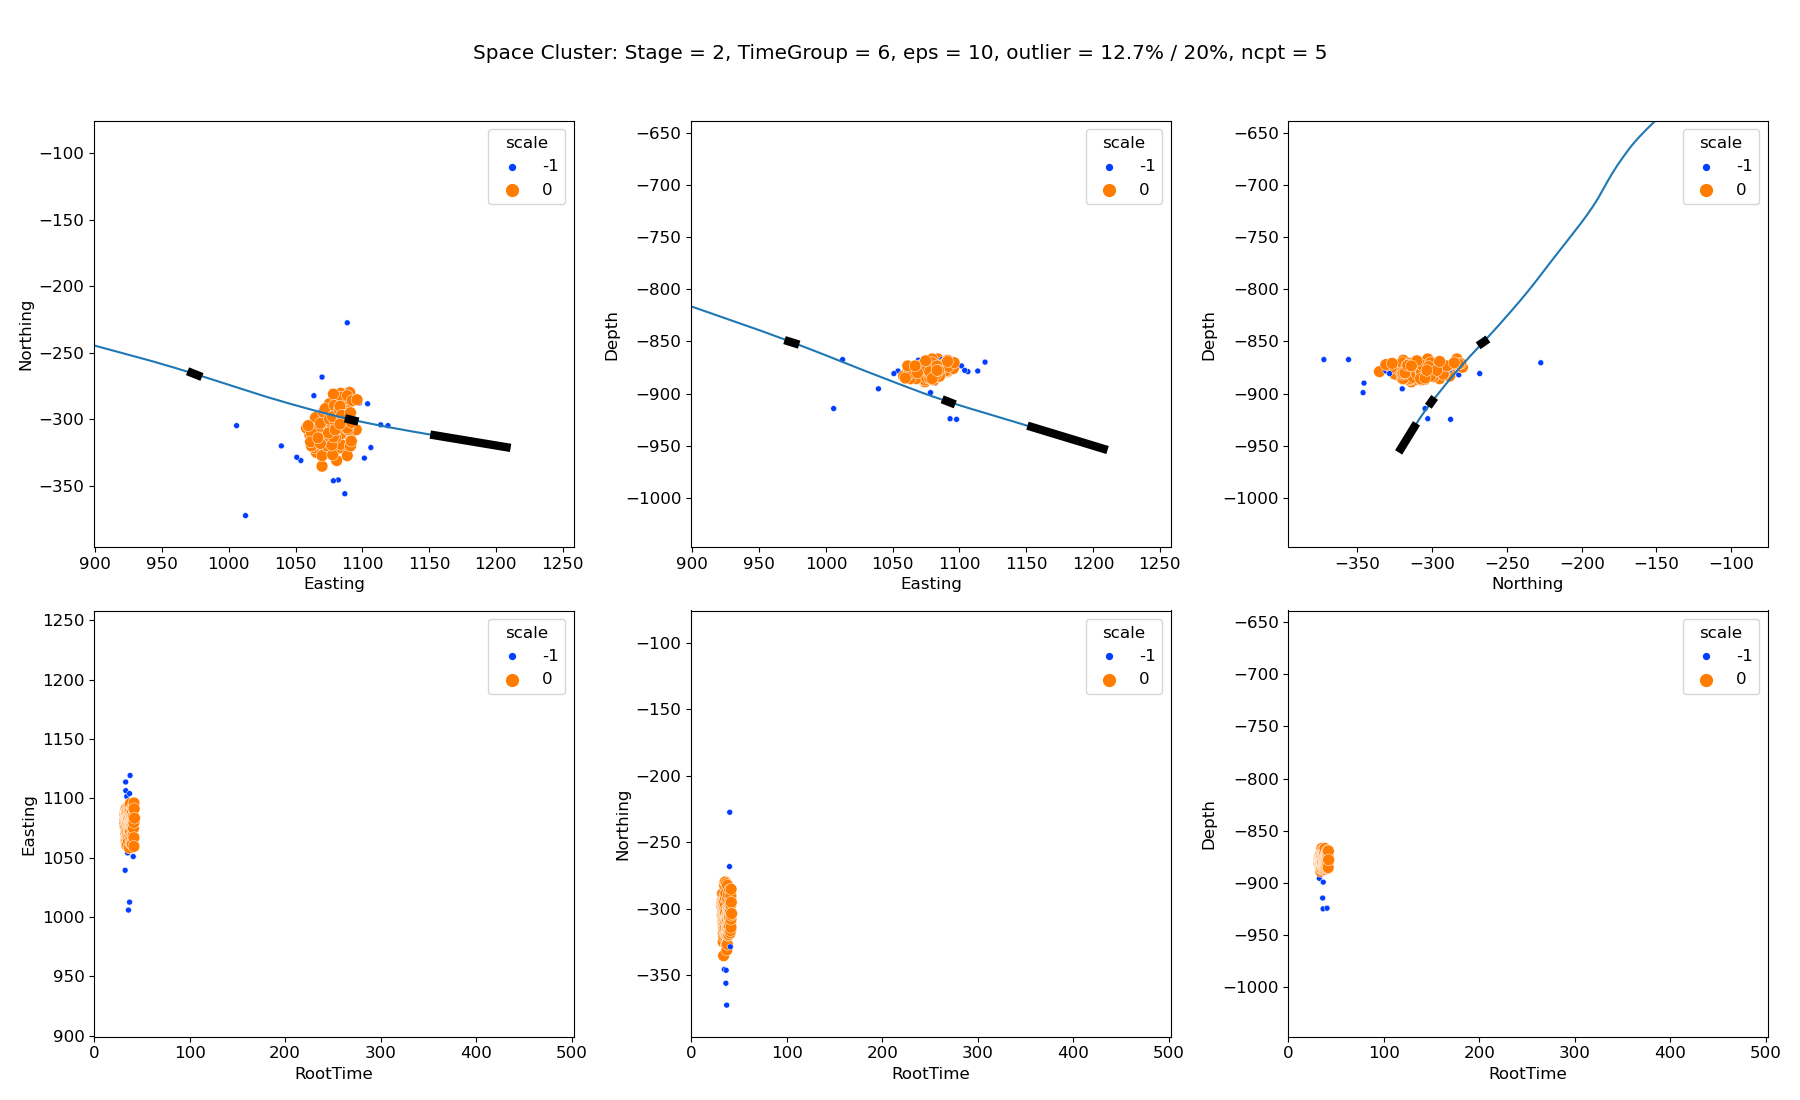 Space Cluster: Stage = 2, TimeGroup = 6, eps = 10, outlier = 12.7% / 20%, ncpt = 5
scale
-1
0
−100
−150
−200
−250
−300
−350
Northing
900 950 1000 1050 1100 1150 1200 1250
Easting
scale
-1
0
−650
−700
−750
−800
−850
−900
−950
−1000
Depth
900 950 1000 1050 1100 1150 1200 1250
Easting
scale
-1
0
−650
−700
−750
−800
−850
−900
−950
−1000
Depth
−350 −300 −250 −200 −150 −100
Northing
scale
-1
0
1250
1200
1150
1100
1050
1000
950
900
Easting
0 100 200 300 400 500
RootTime
scale
-1
0
−100
−150
−200
−250
−300
−350
Northing
0 100 200 300 400 500
RootTime
scale
-1
0
−650
−700
−750
−800
−850
−900
−950
−1000
Depth
0 100 200 300 400 500
RootTime